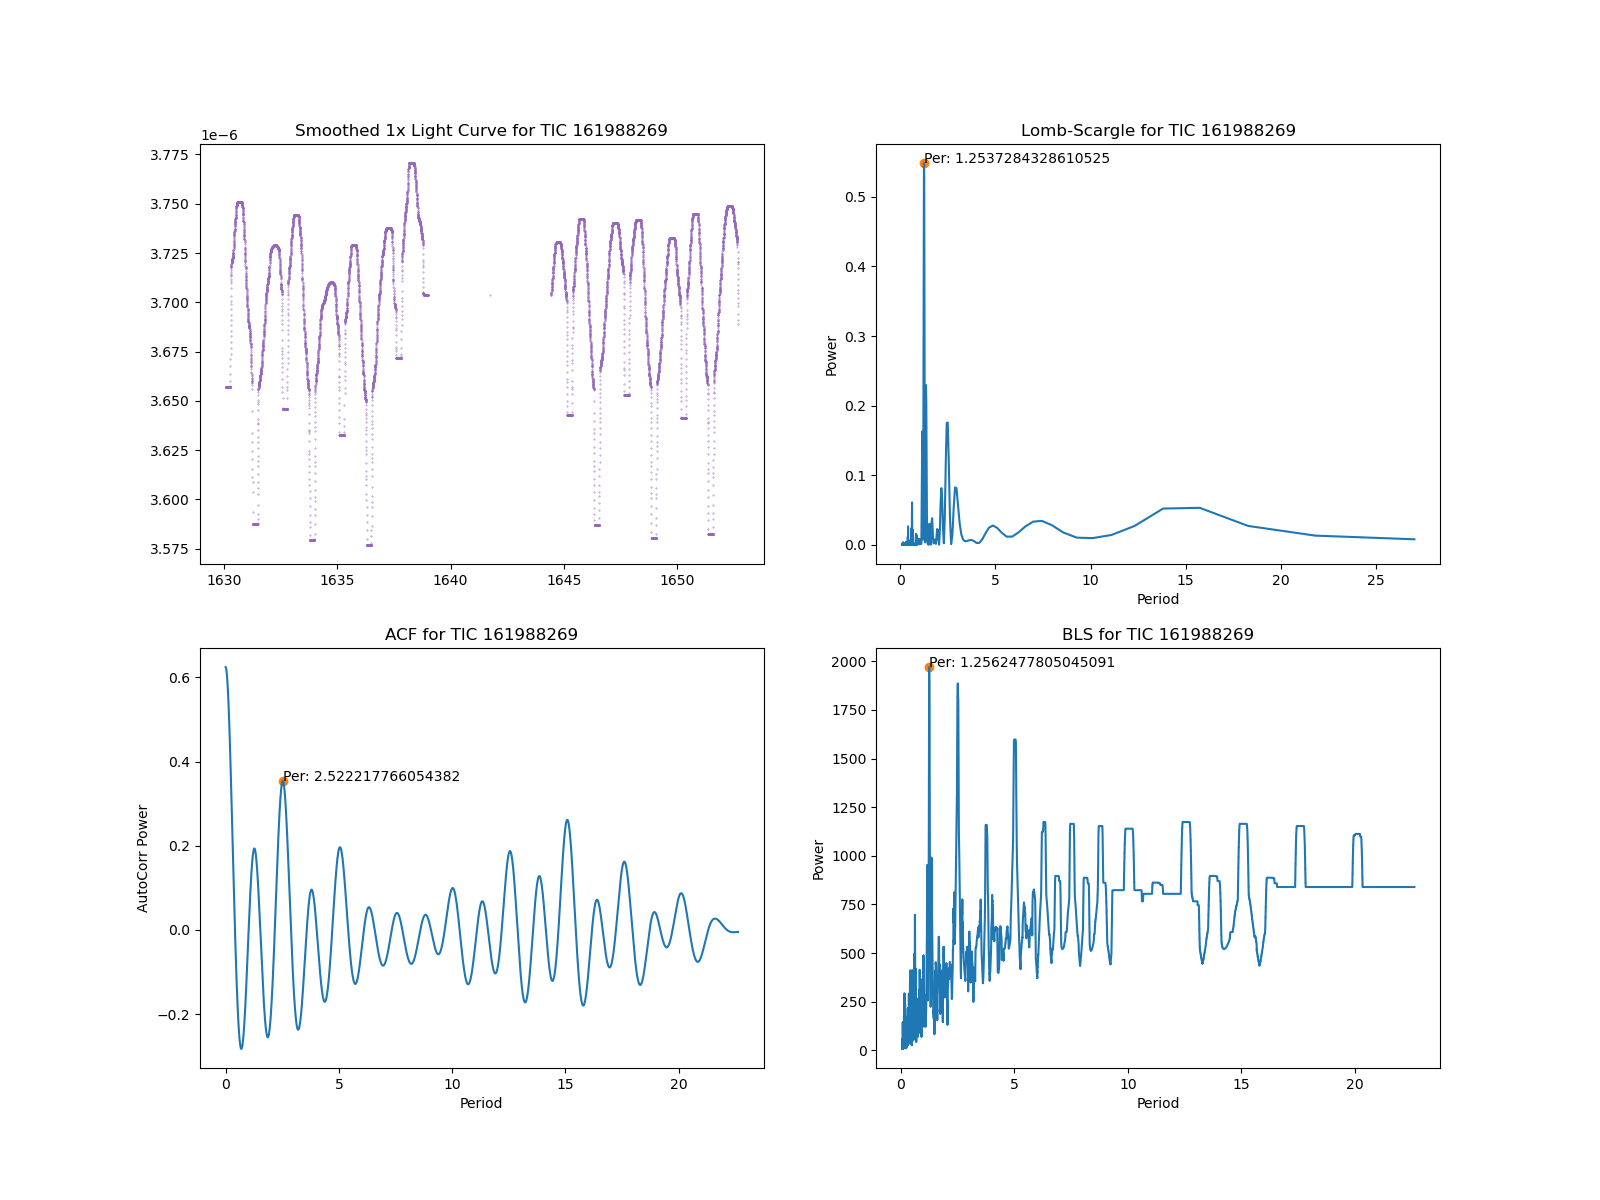 Smoothed 1x Light Curve for TIC 161988269
1e−6
3.775
3.750
3.725
3.700
3.675
3.650
3.625
3.600
3.575
1630 1635 1640 1645 1650
Lomb-Scargle for TIC 161988269
Per: 1.2537284328610525
Power
0.5
0.4
0.3
0.2
0.1
0.0
0 5 10 15 20 25
Period
ACF for TIC 161988269
Per: 2.522217766054382
AutoCorr Power
0.6
0.4
0.2
0.0
−0.2
0 5 10 15 20
Period
BLS for TIC 161988269
Per: 1.2562477805045091
Power
2000
1750
1500
1250
1000
750
500
250
0
0 5 10 15 20
Period